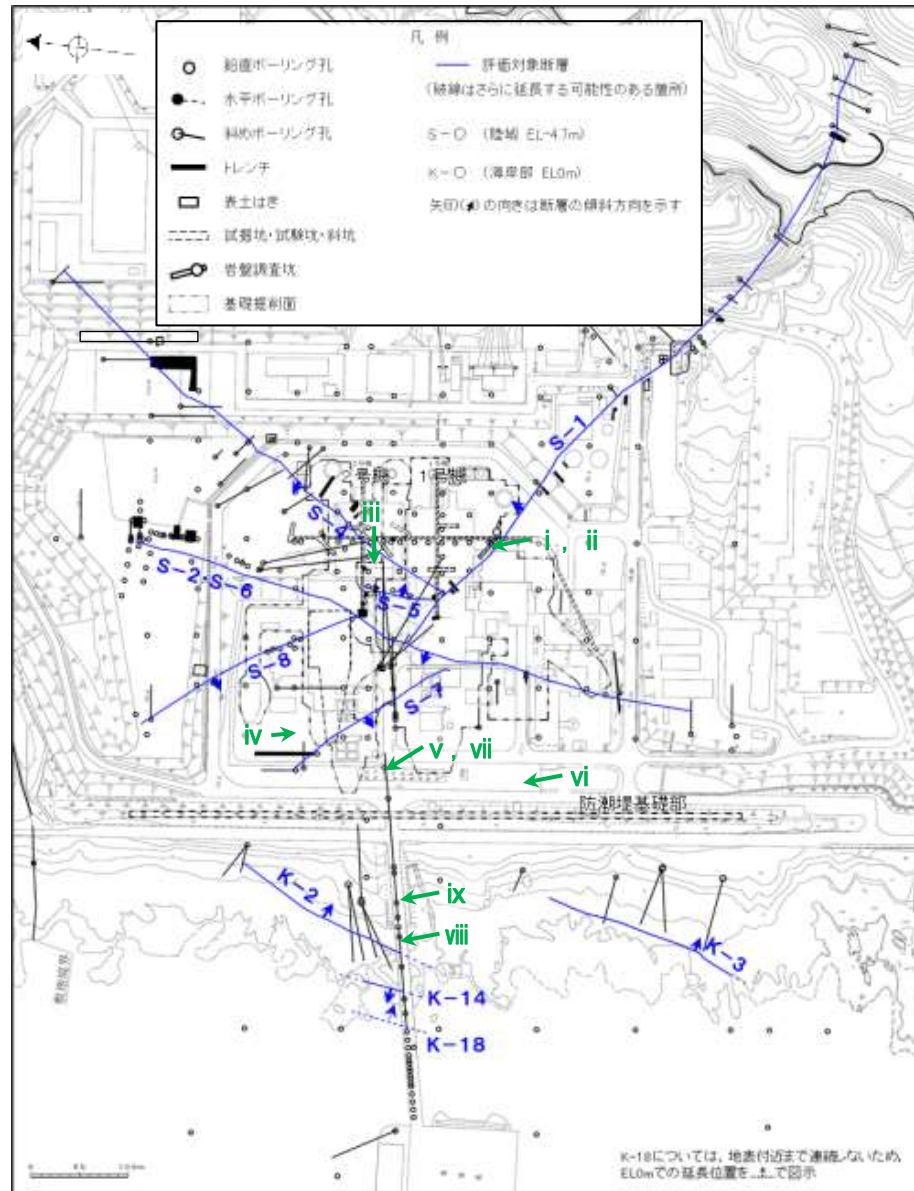 凡 例
鉛直ボーリング孔
水平ボーリング孔
斜めボーリング孔
トレンチ
表土はぎ
試掘坑・試験坑・斜坑
岩盤調査坑
基礎掘削面
評価対象断層
(破線はさらに延長する可能性のある箇所)
S-○ (陸域 EL-4.7m)
K-○ (海岸部 EL0m)
矢印( )の向きは断層の傾斜方向を示す
S-1
2号機
1号機
iii
S-4
i , ii
S-2・S-6
S-5
S-8
S-7
iv
v , vii
vi
防潮堤基礎部
K-2
ix
viii
K-3
K-14
K-18
K-18については、地表付近まで連続しないため、
EL0mでの延長位置を で図示